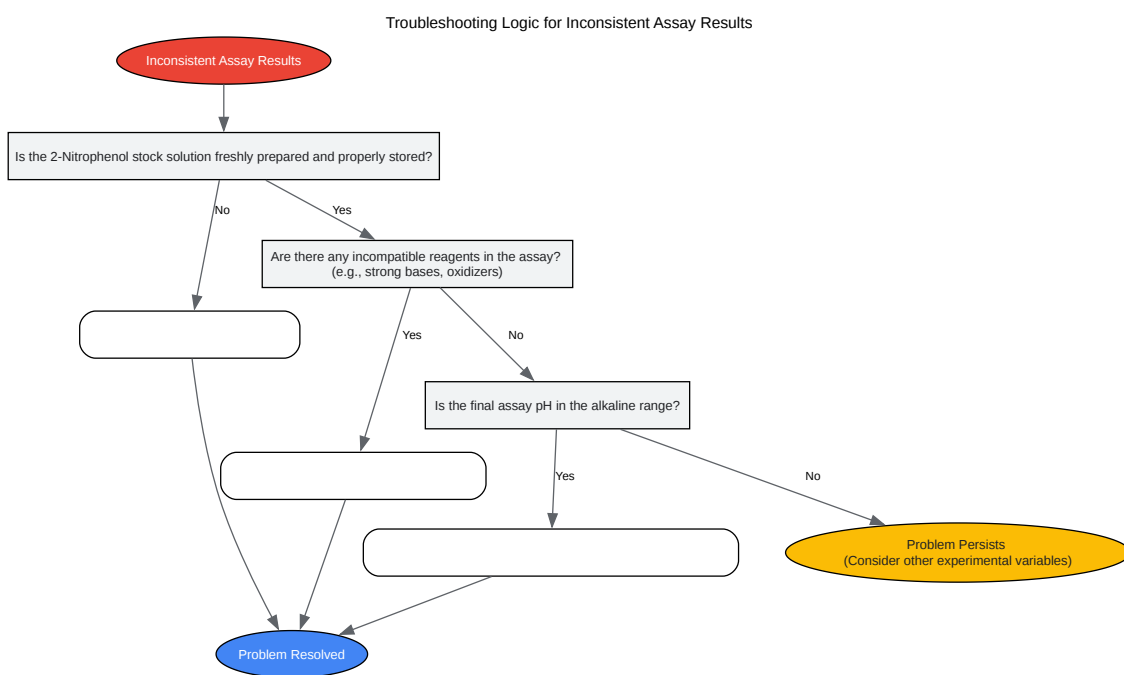 Troubleshooting Logic for Inconsistent Assay Results
Inconsistent Assay Results
Is the 2-Nitrophenol stock solution freshly prepared and properly stored?
No
Yes
Are there any incompatible reagents in the assay?
(e.g., strong bases, oxidizers)
Yes
No
Is the final assay pH in the alkaline range?
Yes
No
Problem Persists
(Consider other experimental variables)
Problem Resolved